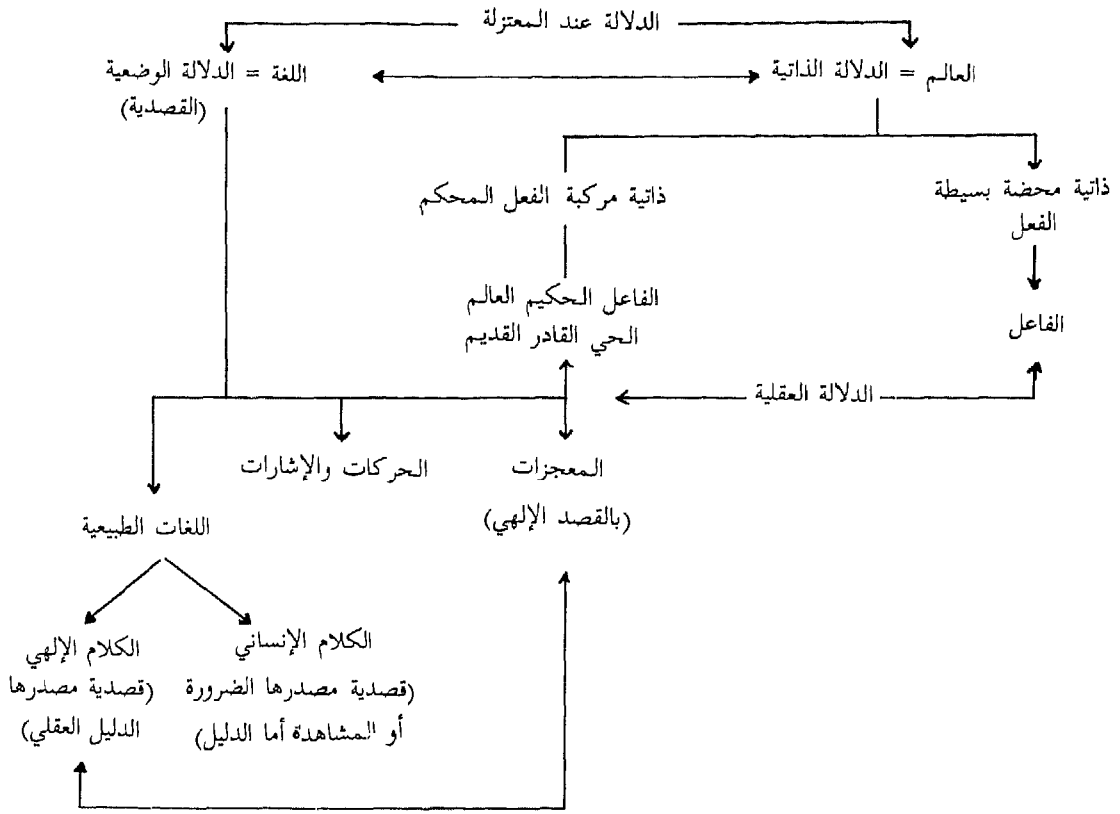 الدلالة عند المعتزلة
العالم = الدلالة الذاتية
اللغة = الدلالة الوضعية
(القصدية)
ذاتية محضة بسيطة
الفعل
ذاتية مركبة الفعل المحكم
الفاعل الحكيم العالم
الحي القادر القديم
الفاعل
الدلالة العقلية
المعجزات
(بالقصد الإلهي)
الحركات والإشارات
اللغات الطبيعية
الكلام الإنساني
(قصدية مصدرها الضرورة
أو المشاهدة أما الدليل)
الكلام الإلهي
(قصدية مصدرها
الدليل العقلي)